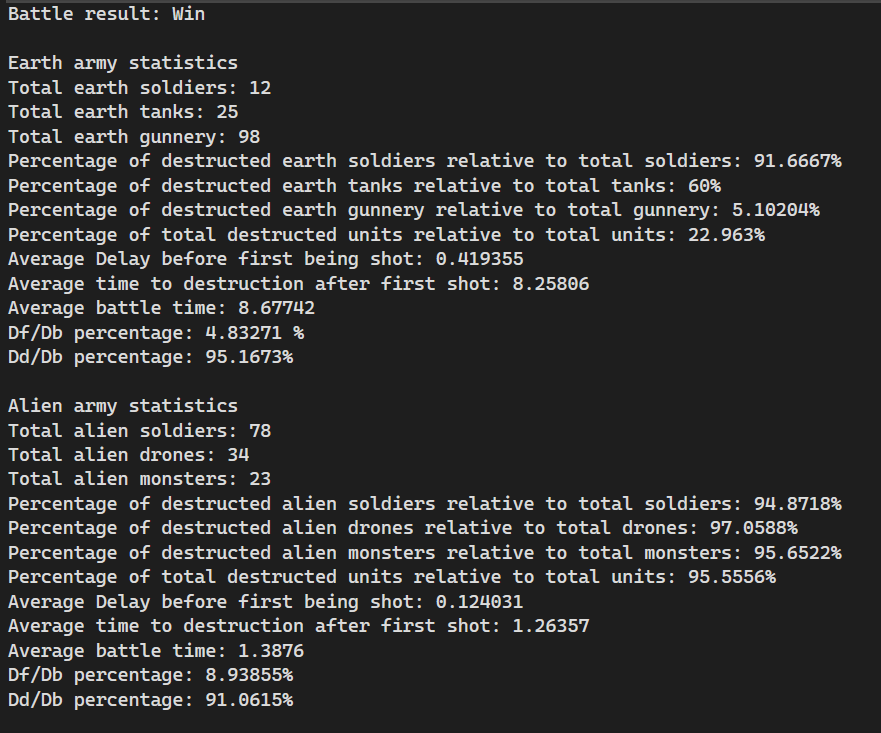 Battle result: Win
Earth army statistics
Total earth soldiers: 12
Total earth tanks: 25
Total earth gunnery: 98
Percentage of destructed earth soldiers relative to total soldiers: 91.6667%
Percentage of destructed earth tanks relative to total tanks: 60%
Percentage of destructed earth gunnery relative to total gunnery: 5.10204%
Percentage of total destructed units relative to total units: 22.963%
Average Delay before first being shot: 0.419355
Average time to destruction after first shot: 8.25806
Average battle time: 8.67742
Df/Db percentage: 4.83271 %
Dd/Db percentage: 95.1673%
Alien army statistics
Total alien soldiers: 78
Total alien drones: 34
Total alien monsters: 23
Percentage of destructed alien soldiers relative to total soldiers: 94.8718%
Percentage of destructed alien drones relative to total drones: 97.0588%
Percentage of destructed alien monsters relative to total monsters: 95.6522%
Percentage of total destructed units relative to total units: 95.5556%
Average Delay before first being shot: 0.124031
Average time to destruction after first shot: 1.26357
Average battle time: 1.3876
Df/Db percentage: 8.93855%
Dd/Db percentage: 91.0615%